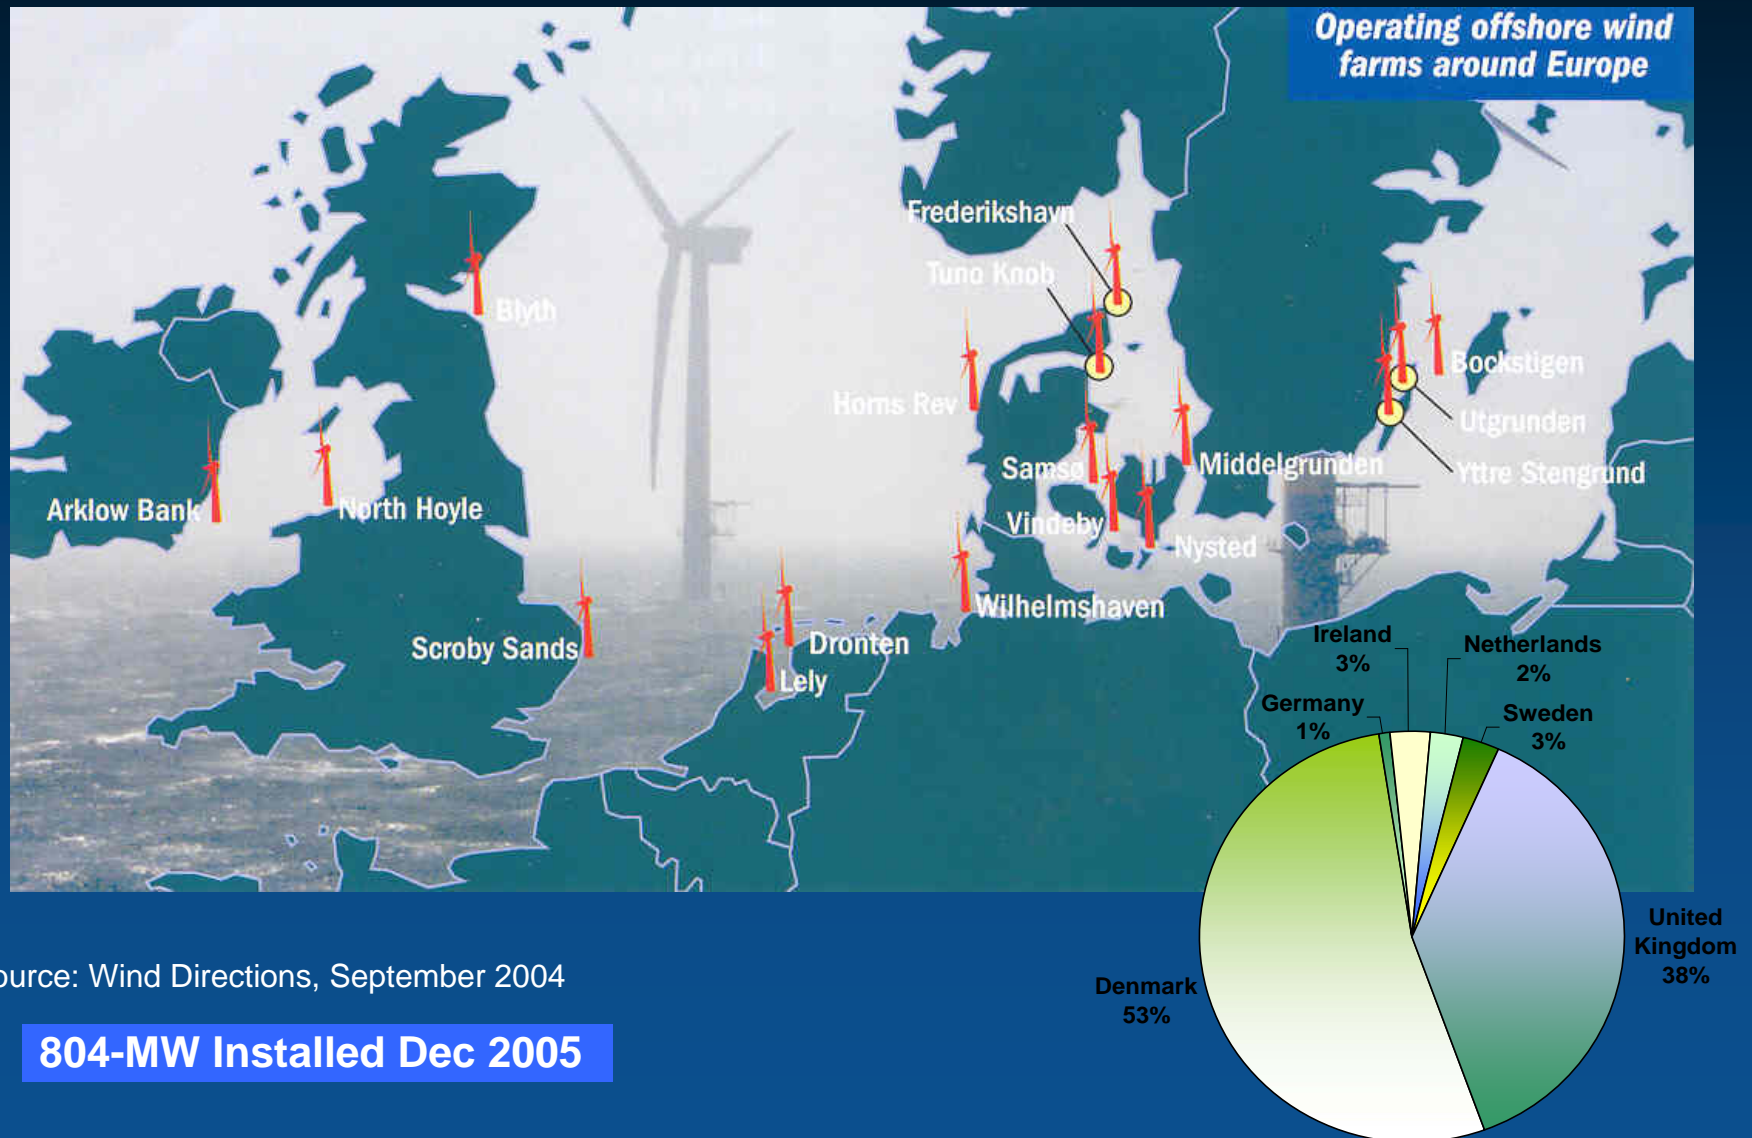 Operating offshore wind
farms around Europe
Frederikshavn
Tuno Knob
Blyth
Bockstigen
Horns Rev
Utgrunden
Samsø
Middelgrunden
Yttre Stengrund
Arklow Bank
North Hoyle
Vindeby
Nysted
Wilhelmshaven
Scroby Sands
Dronten
Lely
Ireland
3%
Netherlands
2%
Germany
1%
Sweden
3%
United
Kingdom
38%
Denmark
53%
ource: Wind Directions, September 2004
804-MW Installed Dec 2005